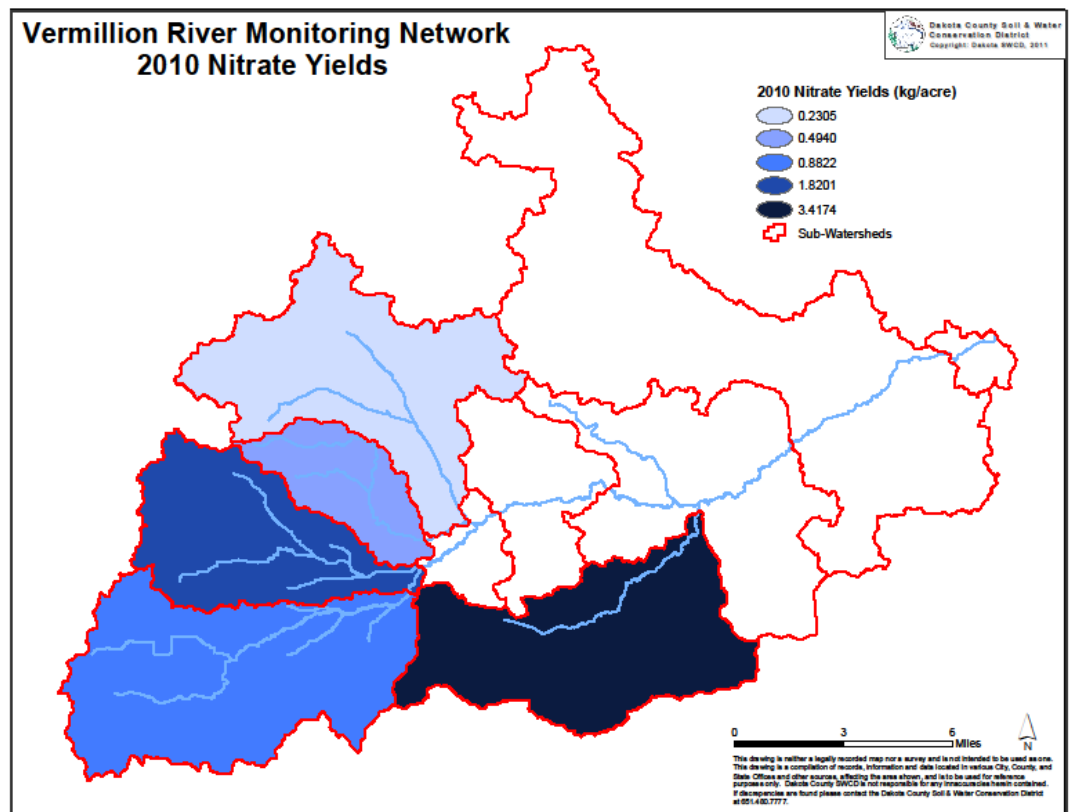 Vermillion River Monitoring Network
2010 Nitrate Yields
Dakota County Soil & Water
Conservation District
Copyright: Dakota SWCD, 2011
2010 Nitrate Yields (kg/acre)
0.2305
0.4940
0.8822
1.8201
3.4174
Sub-Watersheds
0 3 6
Miles
N
This drawing is neither a legally recorded map nor a survey and is not intended to be used as one.
This drawing is a compilation of records, information and data located in various City, County, and
State Offices and other sources, affecting the area shown, and is to be used for reference
purposes only. Dakota County SWCD is not responsible for any innaccuracies herein contained.
If discrepancies are found please contact the Dakota County Soil & Water Conservation District
at 651.480.7777.